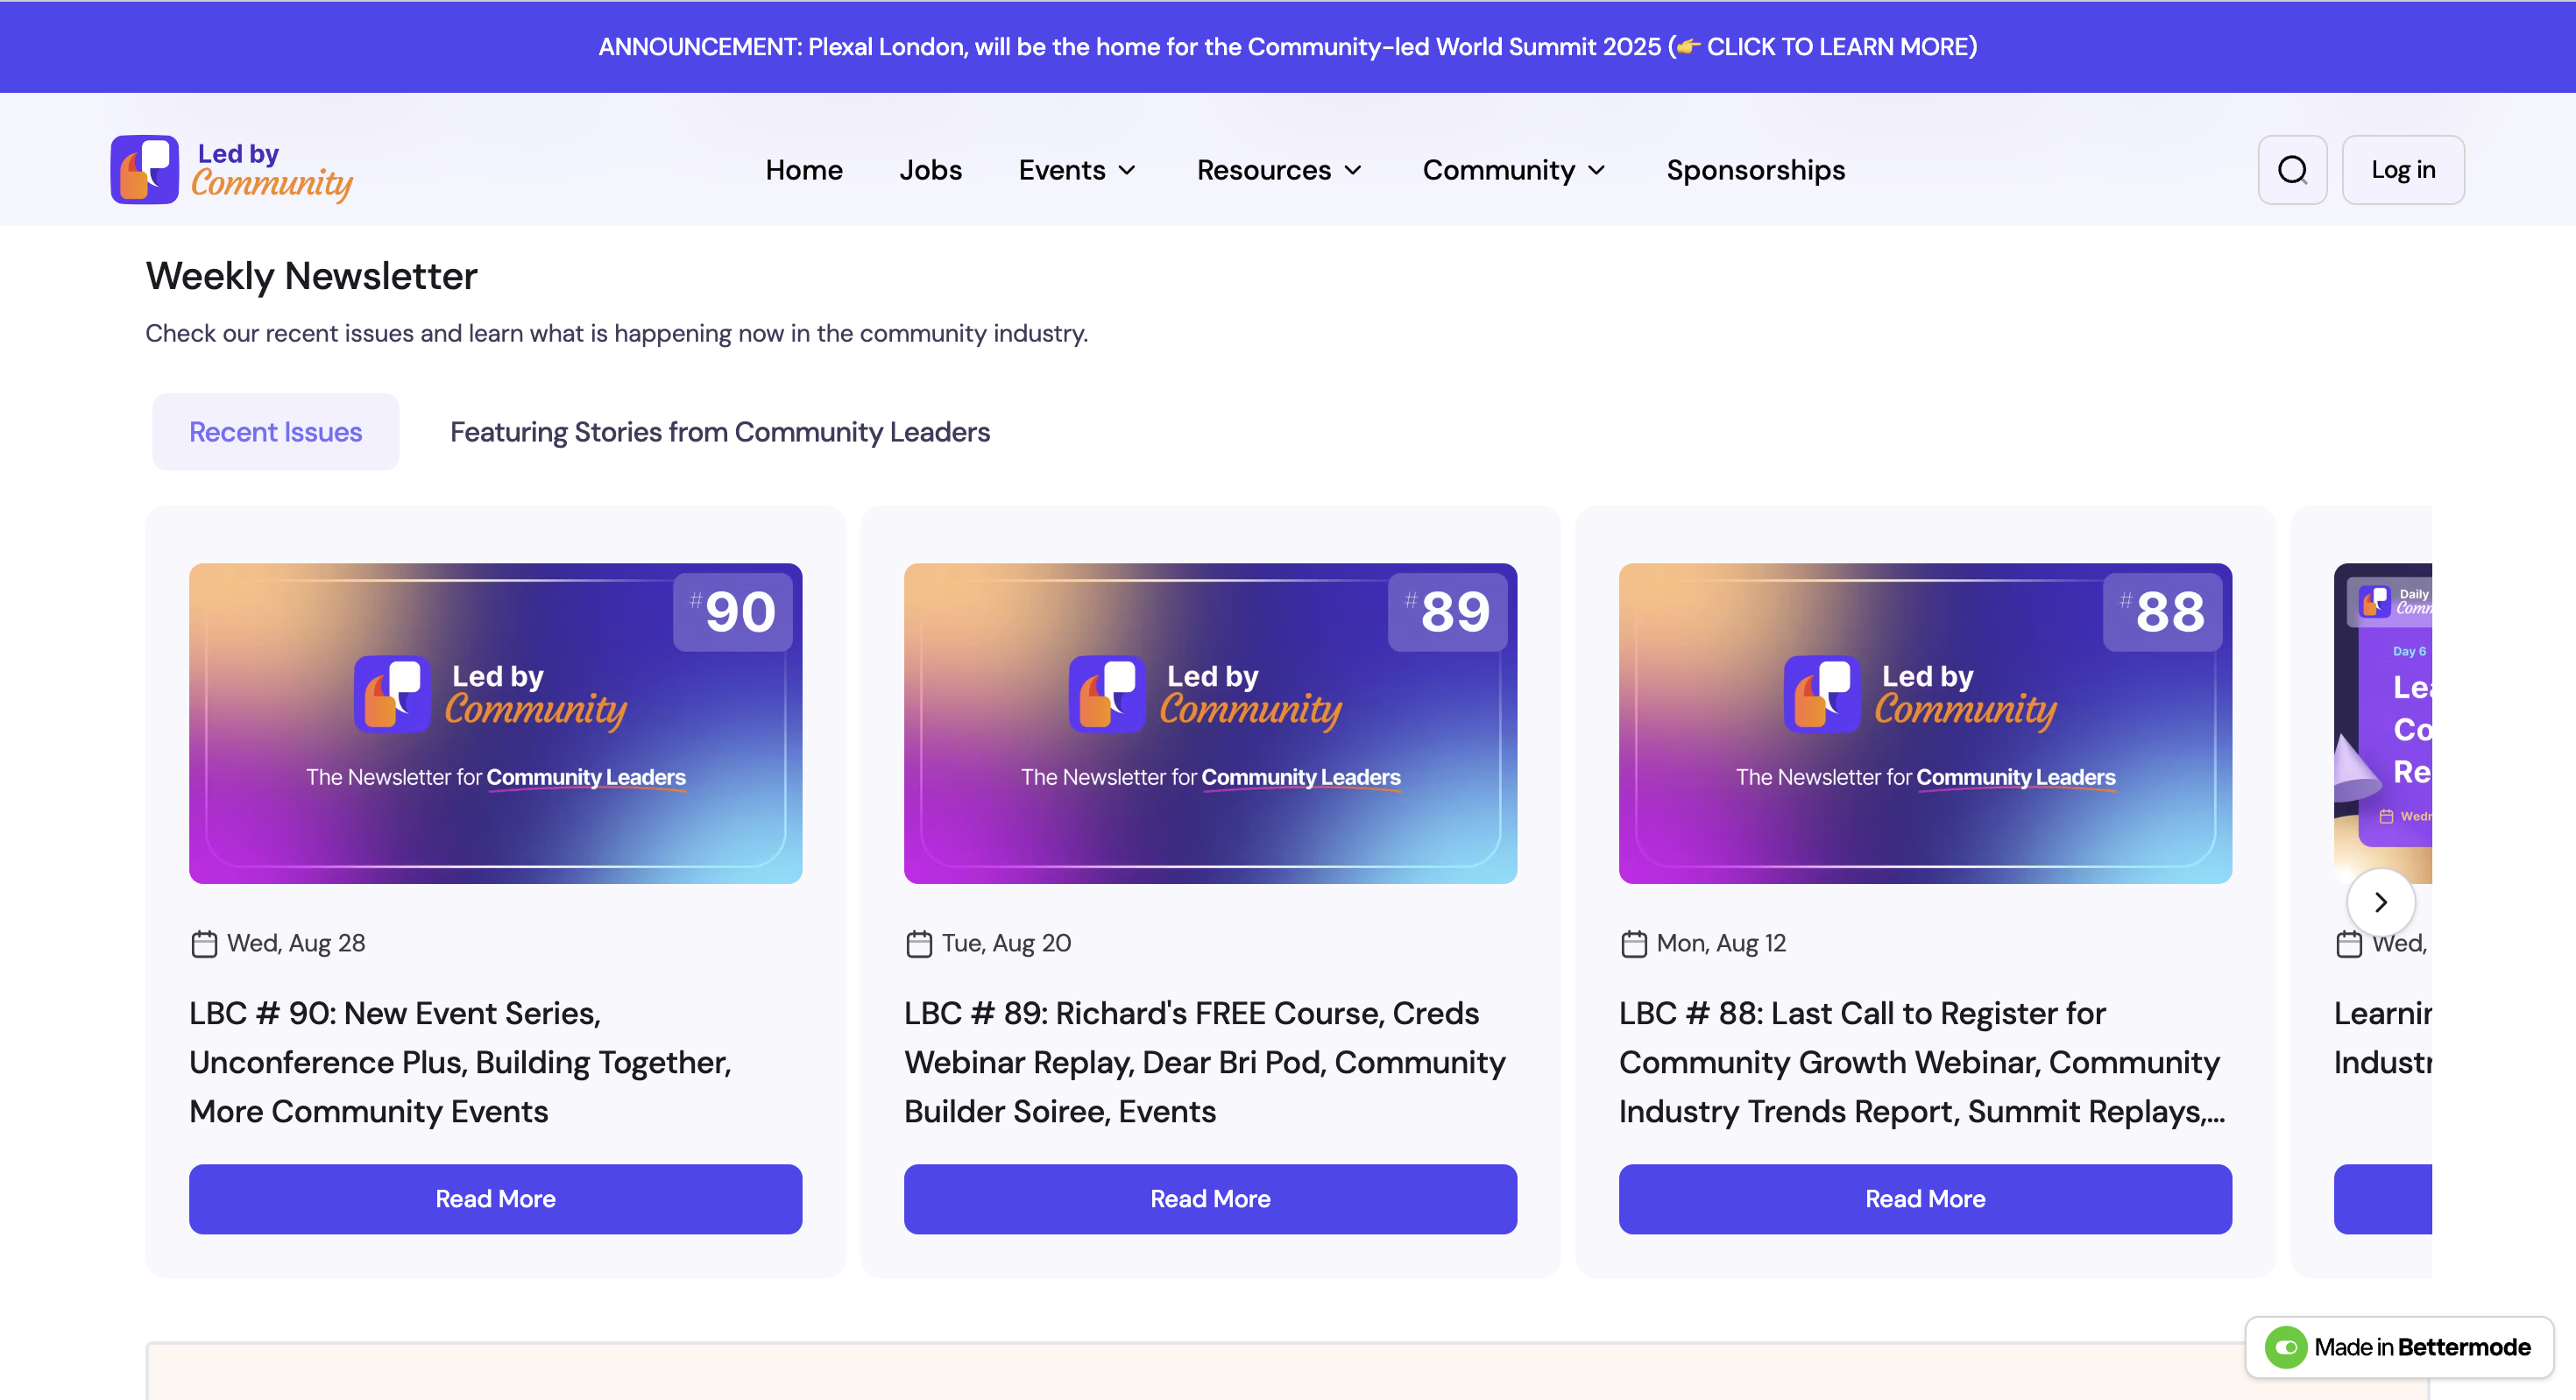 ANNOUNCEMENT: Plexal London, will be the home for the Community-led World Summit 2025 (👉 CLICK TO LEARN MORE)
Led by
Community
Home
Jobs
Events
Resources
Community
Sponsorships
Log in
Weekly Newsletter
Check our recent issues and learn what is happening now in the community industry.
Recent Issues
Featuring Stories from Community Leaders
#90
Led by
Community
The Newsletter for Community Leaders
Wed, Aug 28
LBC # 90: New Event Series,
Unconference Plus, Building Together,
More Community Events
Read More
#89
Led by
Community
The Newsletter for Community Leaders
Tue, Aug 20
LBC # 89: Richard's FREE Course, Creds
Webinar Replay, Dear Bri Pod, Community
Builder Soiree, Events
Read More
#88
Led by
Community
The Newsletter for Community Leaders
Mon, Aug 12
LBC # 88: Last Call to Register for
Community Growth Webinar, Community
Industry Trends Report, Summit Replays,...
Read More
Daily
Day 6
Wed,
Made in Bettermode